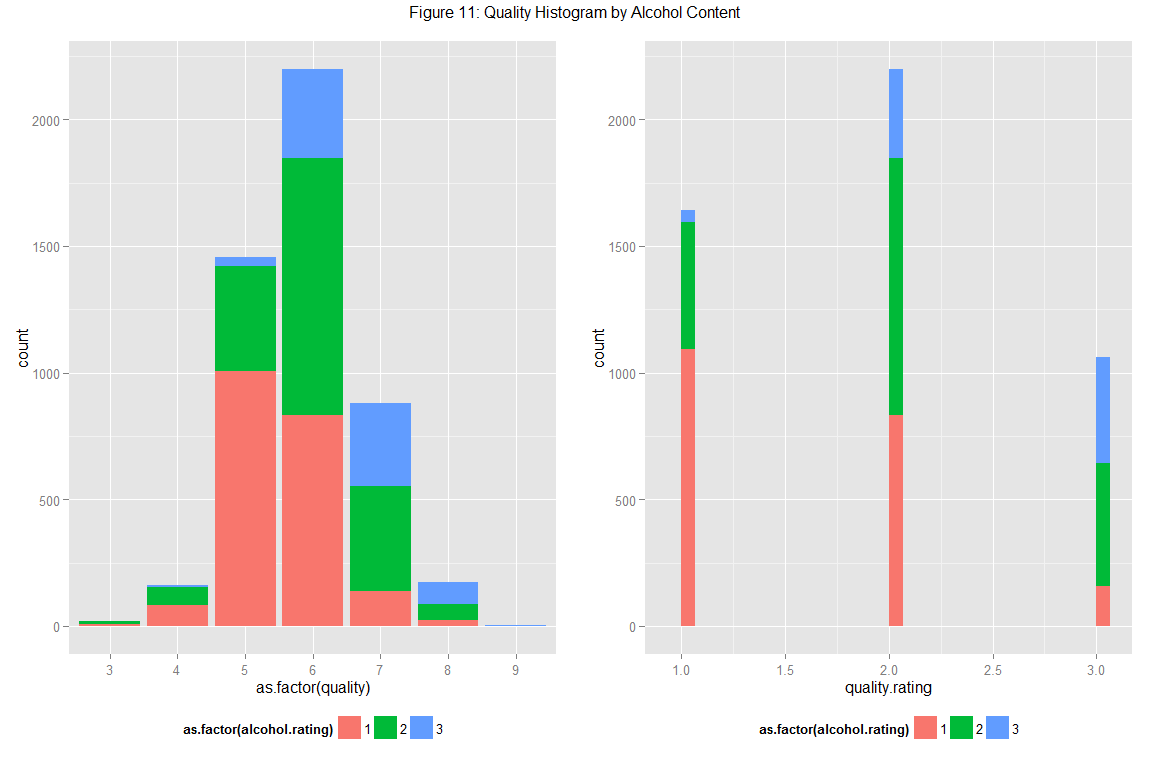 Figure 11: Quality Histogram by Alcohol Content
2000
1500
1000
500
0
count
3 4 5 6 7 8 9
as.factor(quality)
as.factor(alcohol.rating) 1 2 3
2000
1500
1000
500
0
count
1.0 1.5 2.0 2.5 3.0
quality.rating
as.factor(alcohol.rating) 1 2 3